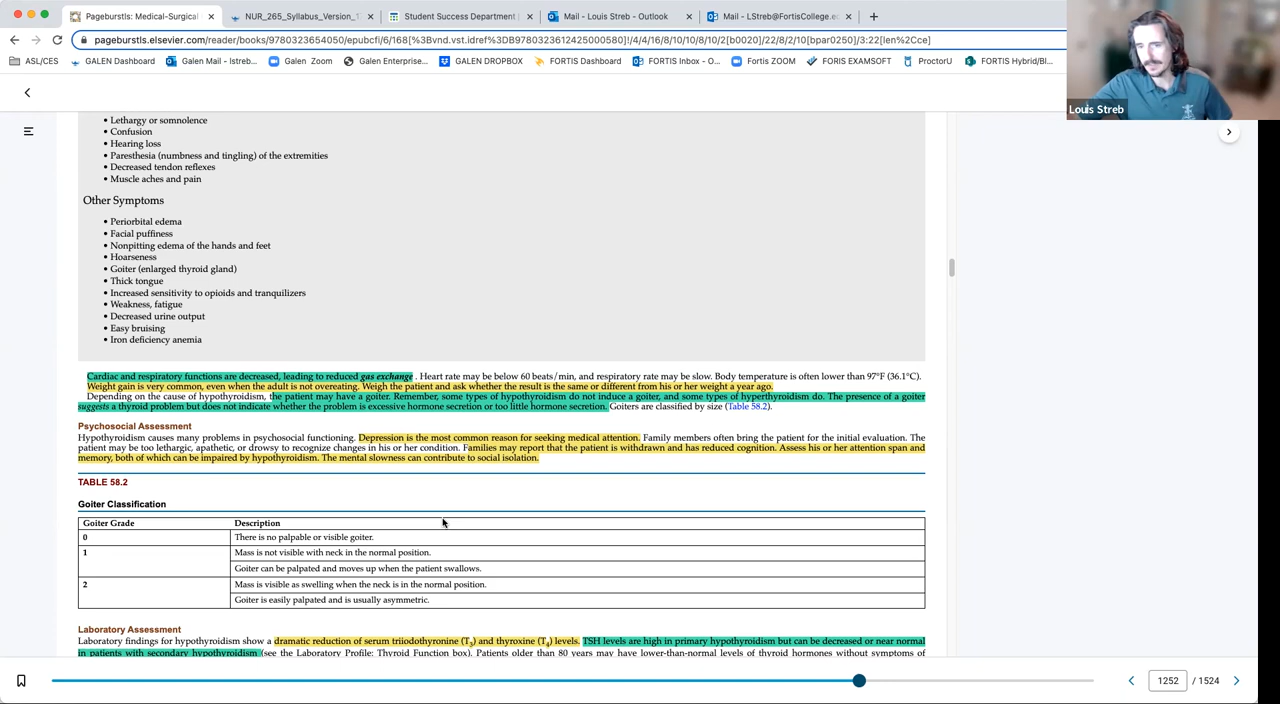 Pageburstls: Medical-Surgical
NUR_265_Syllabus_Version_1
Student Success Department |
Mail - Louis Streb - Outlook
Mail - LStreb@FortisCollege.e
pageburstls.elsevier.com/reader/books/9780323654050/epubcfi/6/168[%3Bvnd.vst.idref%3DB9780323612425000580]!/4/4/16/8/10/10/8/10/2[b0020]/22/8/2/10[bpar0250]/3:22[len%2Cce]
ASL/CES
GALEN Dashboard
Galen Mail - lstreb...
Galen Zoom
Galen Enterprise...
GALEN DROPBOX
FORTIS Dashboard
FORTIS Inbox - O...
Fortis ZOOM
FORIS EXAMSOFT
ProctorU
FORTIS Hybrid/Bl...
Louis Streb
• Lethargy or somnolence
• Confusion
• Hearing loss
• Paresthesia (numbness and tingling) of the extremities
• Decreased tendon reflexes
• Muscle aches and pain
Other Symptoms
• Periorbital edema
• Facial puffiness
• Nonpitting edema of the hands and feet
• Hoarseness
• Goiter (enlarged thyroid gland)
• Thick tongue
• Increased sensitivity to opioids and tranquilizers
• Weakness, fatigue
• Decreased urine output
• Easy bruising
• Iron deficiency anemia
Cardiac and respiratory functions are decreased, leading to reduced gas exchange . Heart rate may be below 60 beats/min, and respiratory rate may be slow. Body temperature is often lower than 97°F (36.1°C).
Weight gain is very common, even when the adult is not overeating. Weigh the patient and ask whether the result is the same or different from his or her weight a year ago.
Depending on the cause of hypothyroidism, the patient may have a goiter. Remember, some types of hypothyroidism do not induce a goiter, and some types of hyperthyroidism do. The presence of a goiter
suggests a thyroid problem but does not indicate whether the problem is excessive hormone secretion or too little hormone secretion. Goiters are classified by size (Table 58.2).
Psychosocial Assessment
Hypothyroidism causes many problems in psychosocial functioning. Depression is the most common reason for seeking medical attention. Family members often bring the patient for the initial evaluation. The
patient may be too lethargic, apathetic, or drowsy to recognize changes in his or her condition. Families may report that the patient is withdrawn and has reduced cognition. Assess his or her attention span and
memory, both of which can be impaired by hypothyroidism. The mental slowness can contribute to social isolation.
TABLE 58.2
Goiter Classification
Goiter Grade Description
0 There is no palpable or visible goiter.
1 Mass is not visible with neck in the normal position.
Goiter can be palpated and moves up when the patient swallows.
2 Mass is visible as swelling when the neck is in the normal position.
Goiter is easily palpated and is usually asymmetric.
Laboratory Assessment
Laboratory findings for hypothyroidism show a dramatic reduction of serum triiodothyronine (T3) and thyroxine (T4) levels. TSH levels are high in primary hypothyroidism but can be decreased or near normal
in patients with secondary hypothyroidism (see the Laboratory Profile: Thyroid Function box). Patients older than 80 years may have lower-than-normal levels of thyroid hormones without symptoms of
1252 / 1524